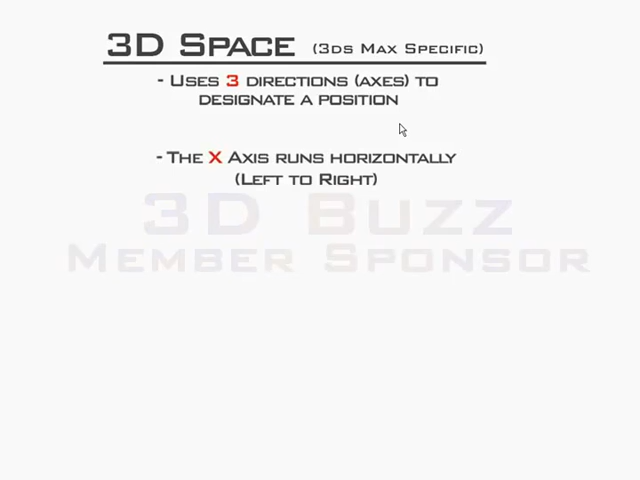 3D Space (3ds Max Specific)
- Uses 3 directions (axes) to
designate a position
- The X Axis runs horizontally
(Left to Right)
3D Buzz
Member Sponsor